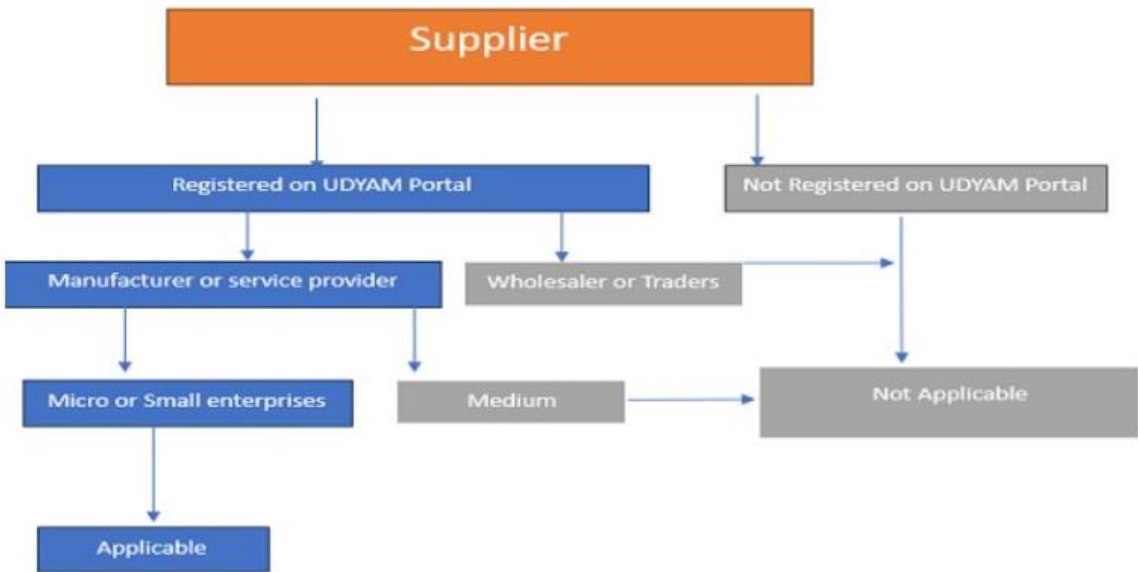 Supplier
Registered on UDYAM Portal
Not Registered on UDYAM Portal
Manufacturer or service provider
Wholesaler or Traders
Micro or Small enterprises
Medium
Not Applicable
Applicable